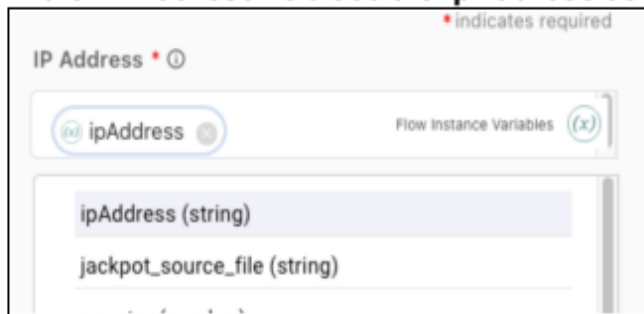 * indicates required
IP Address *
(x) ipAddress
Flow Instance Variables (x)
ipAddress (string)
jackpot_source_file (string)